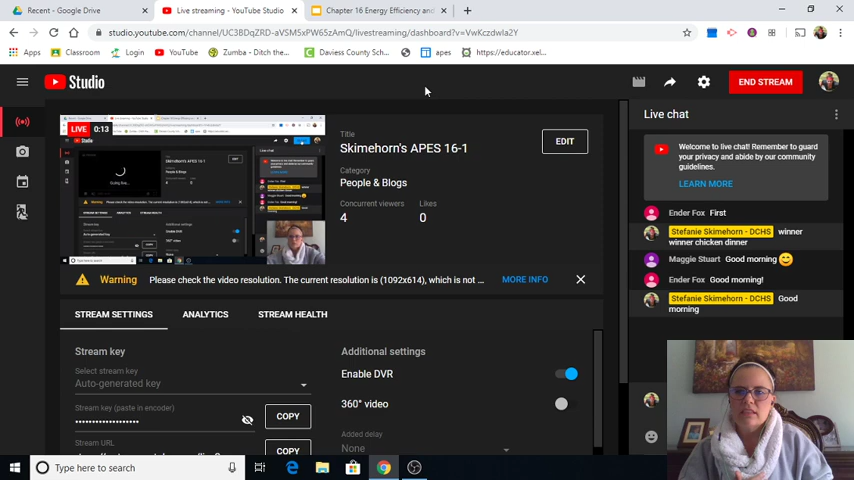 Recent - Google Drive
Live streaming - YouTube Studio
Chapter 16 Energy Efficiency and
studio.youtube.com/channel/UC3BDqZRD-aVSM5xPW65zAmQ/livestreaming/dashboard?v=VwKczdwla2Y
Apps
Classroom
Login
YouTube
Zumba - Ditch the...
Daviess County Sch...
apes
https://educator.xel...
Studio
END STREAM
LIVE 0:13
Title
Skimehorn's APES 16-1
EDIT
Category
People & Blogs
Concurrent viewers
Likes
4
0
Warning
Please check the video resolution. The current resolution is (1092x614), which is not ...
MORE INFO
STREAM SETTINGS
ANALYTICS
STREAM HEALTH
Stream key
Select stream key
Auto-generated key
Stream key (paste in encoder)
COPY
Stream URL
COPY
Additional settings
Enable DVR
360° video
Added delay
None
Live chat
Welcome to live chat! Remember to guard
your privacy and abide by our community
guidelines.
LEARN MORE
Ender Fox First
Stefanie Skimehorn - DCHS winner
winner chicken dinner
Maggie Stuart Good morning 😊
Ender Fox Good morning!
Stefanie Skimehorn - DCHS Good
morning
Type here to search